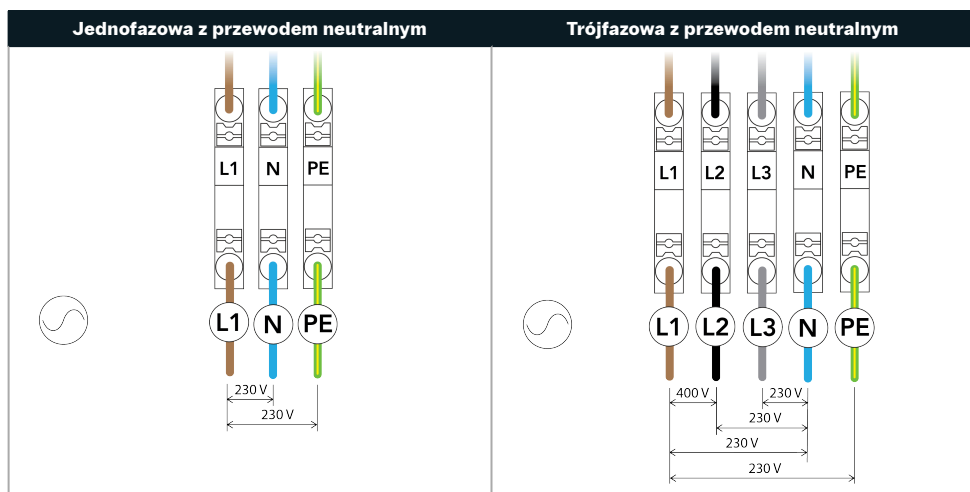 Jednofazowa z przewodem neutralnym
L1 N PE
L1 N PE
230 V
230 V
Trójfazowa z przewodem neutralnym
L1 L2 L3 N PE
L1 L2 L3 N PE
400 V 230 V
230 V
230 V
230 V